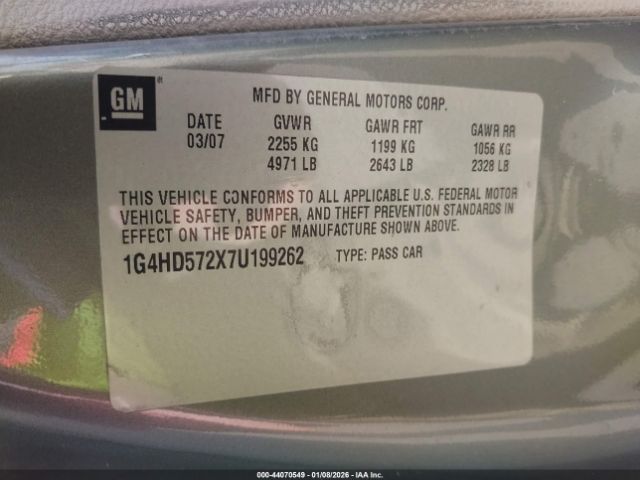 GM
MFD BY GENERAL MOTORS CORP.
DATE GVWR GAWR FRT GAWR RR
03/07 2255 KG 1199 KG 1056 KG
4971 LB 2643 LB 2328 LB
THIS VEHICLE CONFORMS TO ALL APPLICABLE U.S. FEDERAL MOTOR
VEHICLE SAFETY, BUMPER, AND THEFT PREVENTION STANDARDS IN
EFFECT ON THE DATE OF MANUFACTURE SHOWN ABOVE.
1G4HD572X7U199262 TYPE: PASS CAR
000-44070549 - 01/08/2026 - IAA Inc.